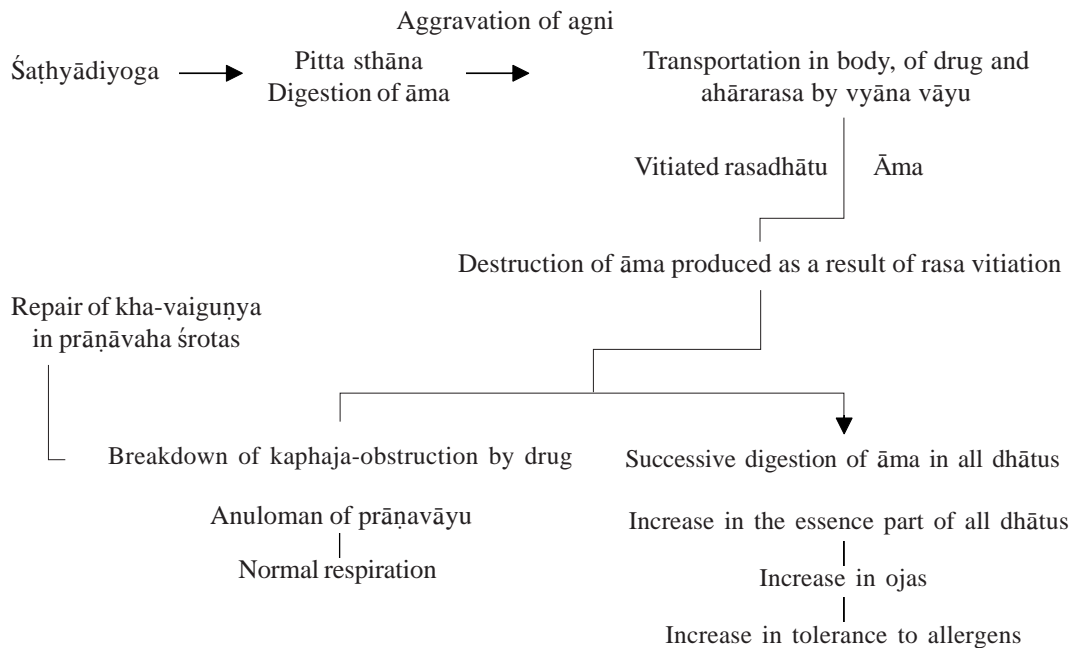 Aggravation of agni
Śaṭhyādiyoga
Pitta sthāna
Digestion of āma
Transportation in body, of drug and
ahārarasa by vyāna vāyu
Vitiated rasadhātu
Āma
Destruction of āma produced as a result of rasa vitiation
Repair of kha-vaiguṇya
in prāṇāvaha śrotas
Breakdown of kaphaja-obstruction by drug
Anuloman of prāṇavāyu
Normal respiration
Successive digestion of āma in all dhātus
Increase in the essence part of all dhātus
Increase in ojas
Increase in tolerance to allergens